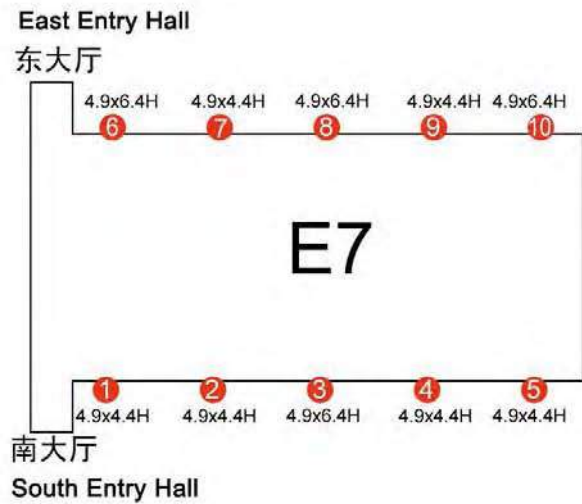 East Entry Hall
东大厅
4.9x6.4H 4.9x4.4H 4.9x6.4H 4.9x4.4H 4.9x6.4H
6 7 8 9 10
E7
1 2 3 4 5
4.9x4.4H 4.9x4.4H 4.9x6.4H 4.9x4.4H 4.9x4.4H
南大厅
South Entry Hall